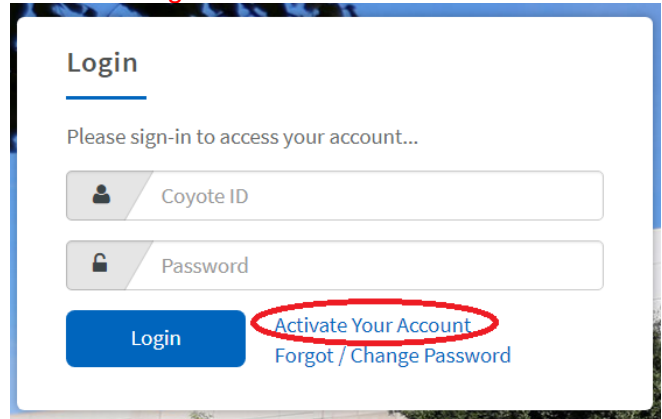 Login
Please sign-in to access your account...
Coyote ID
Password
Login
Activate Your Account
Forgot / Change Password